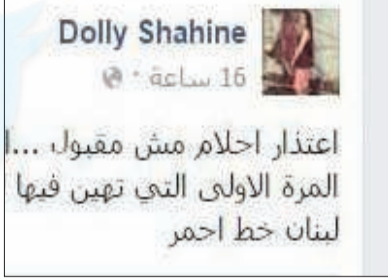 Dolly Shahine
16 ساعة ·
اعتذار احلام مش مقبول ...ا
المرة الاولى التي تهين فيها
لبنان خط احمر